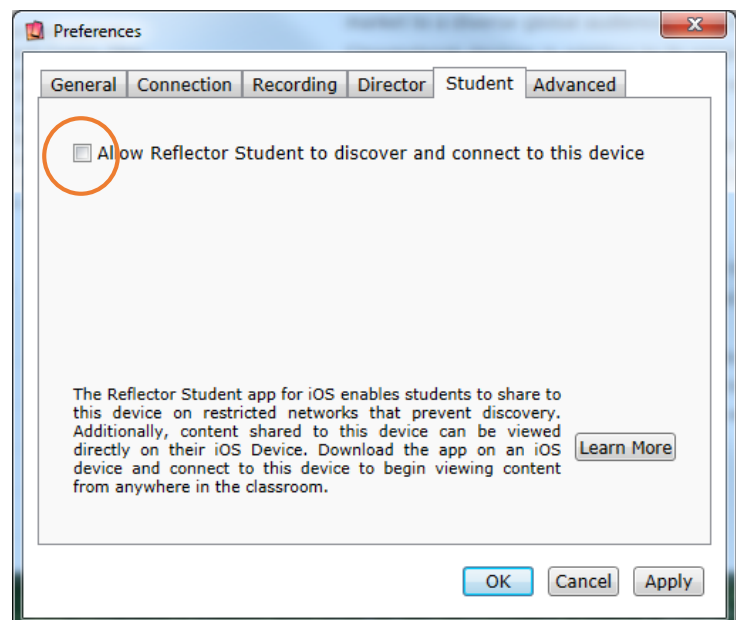 Preferences
General Connection Recording Director Student Advanced
Allow Reflector Student to discover and connect to this device
The Reflector Student app for iOS enables students to share to
this device on restricted networks that prevent discovery.
Additionally, content shared to this device can be viewed
directly on their iOS Device. Download the app on an iOS
device and connect to this device to begin viewing content
from anywhere in the classroom.
Learn More
OK Cancel Apply